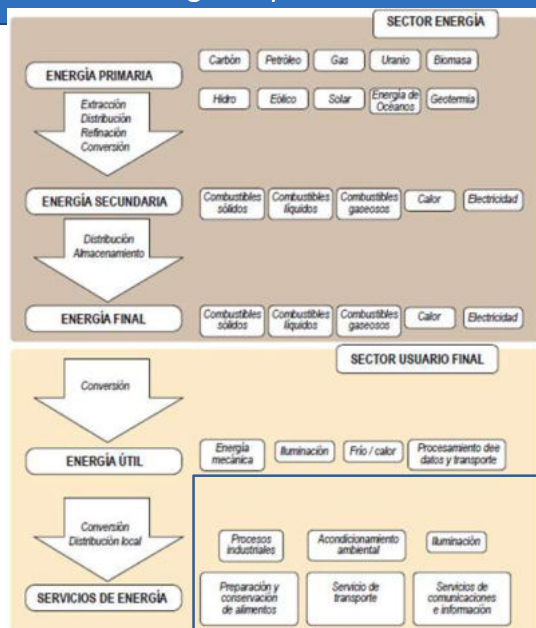 SECTOR ENERGÍA
Carbón Petróleo Gas Uranio Biomasa
ENERGÍA PRIMARIA
Hidro Eólico Solar Energía de Océanos Geotermia
Extracción
Distribución
Refinación
Conversión
ENERGÍA SECUNDARIA
Combustibles sólidos Combustibles líquidos Combustibles gaseosos Calor Electricidad
Distribución
Almacenamiento
ENERGÍA FINAL
Combustibles sólidos Combustibles líquidos Combustibles gaseosos Calor Electricidad
SECTOR USUARIO FINAL
Conversión
ENERGÍA ÚTIL
Energía mecánica Iluminación Frío / calor Procesamiento dee datos y transporte
Conversión
Distribución local
Procesos industriales Acondicionamiento ambiental Iluminación
SERVICIOS DE ENERGÍA
Preparación y conservación de alimentos Servicio de transporte Servicios de comunicaciones e información